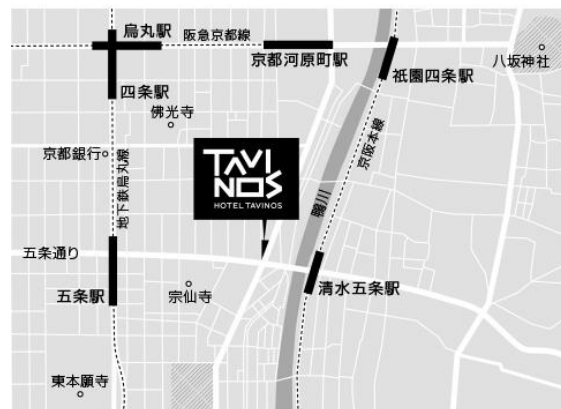 烏丸駅
阪急京都線
京都河原町駅
祇園四条駅
八坂神社
四条駅
佛光寺
京都銀行
地下鉄烏丸線
TAVINOS
HOTEL TAVINOS
京阪本線
鴨川
五条通り
五条駅
宗仙寺
清水五条駅
東本願寺